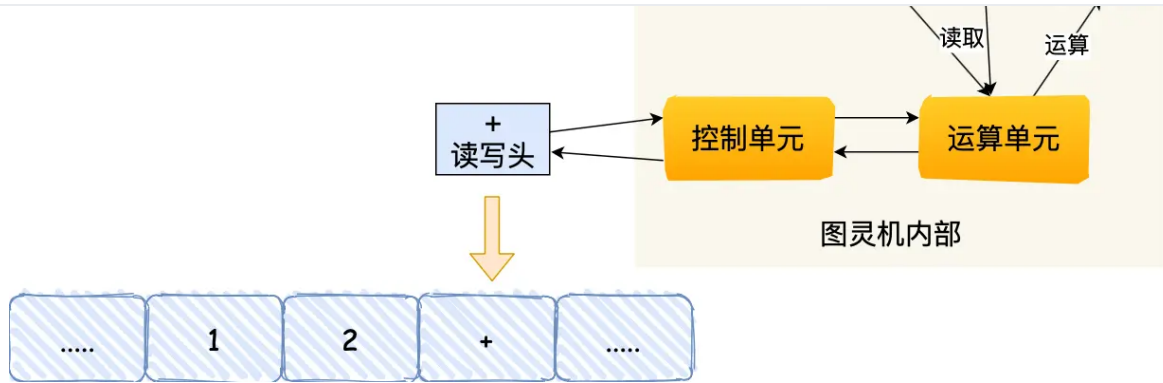 读取
运算
+
读写头
控制单元
运算单元
图灵机内部
.....
1
2
+
.....